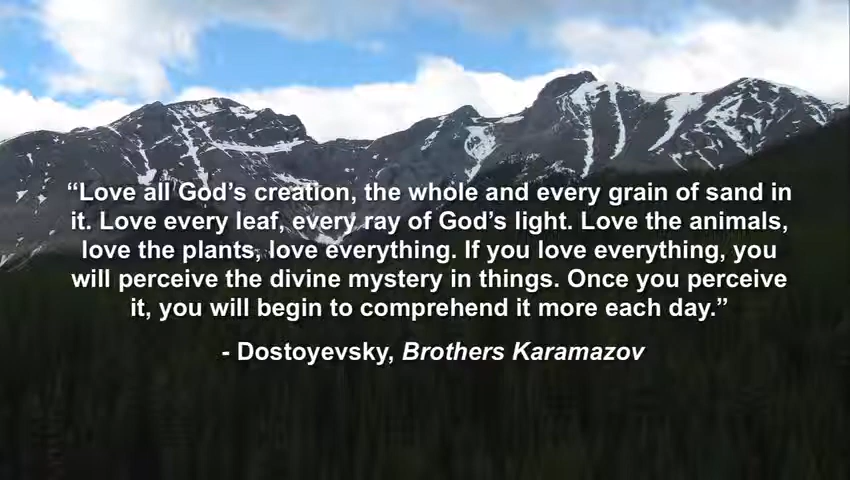 “Love all God’s creation, the whole and every grain of sand in
it. Love every leaf, every ray of God’s light. Love the animals,
love the plants, love everything. If you love everything, you
will perceive the divine mystery in things. Once you perceive
it, you will begin to comprehend it more each day.”
- Dostoyevsky, Brothers Karamazov